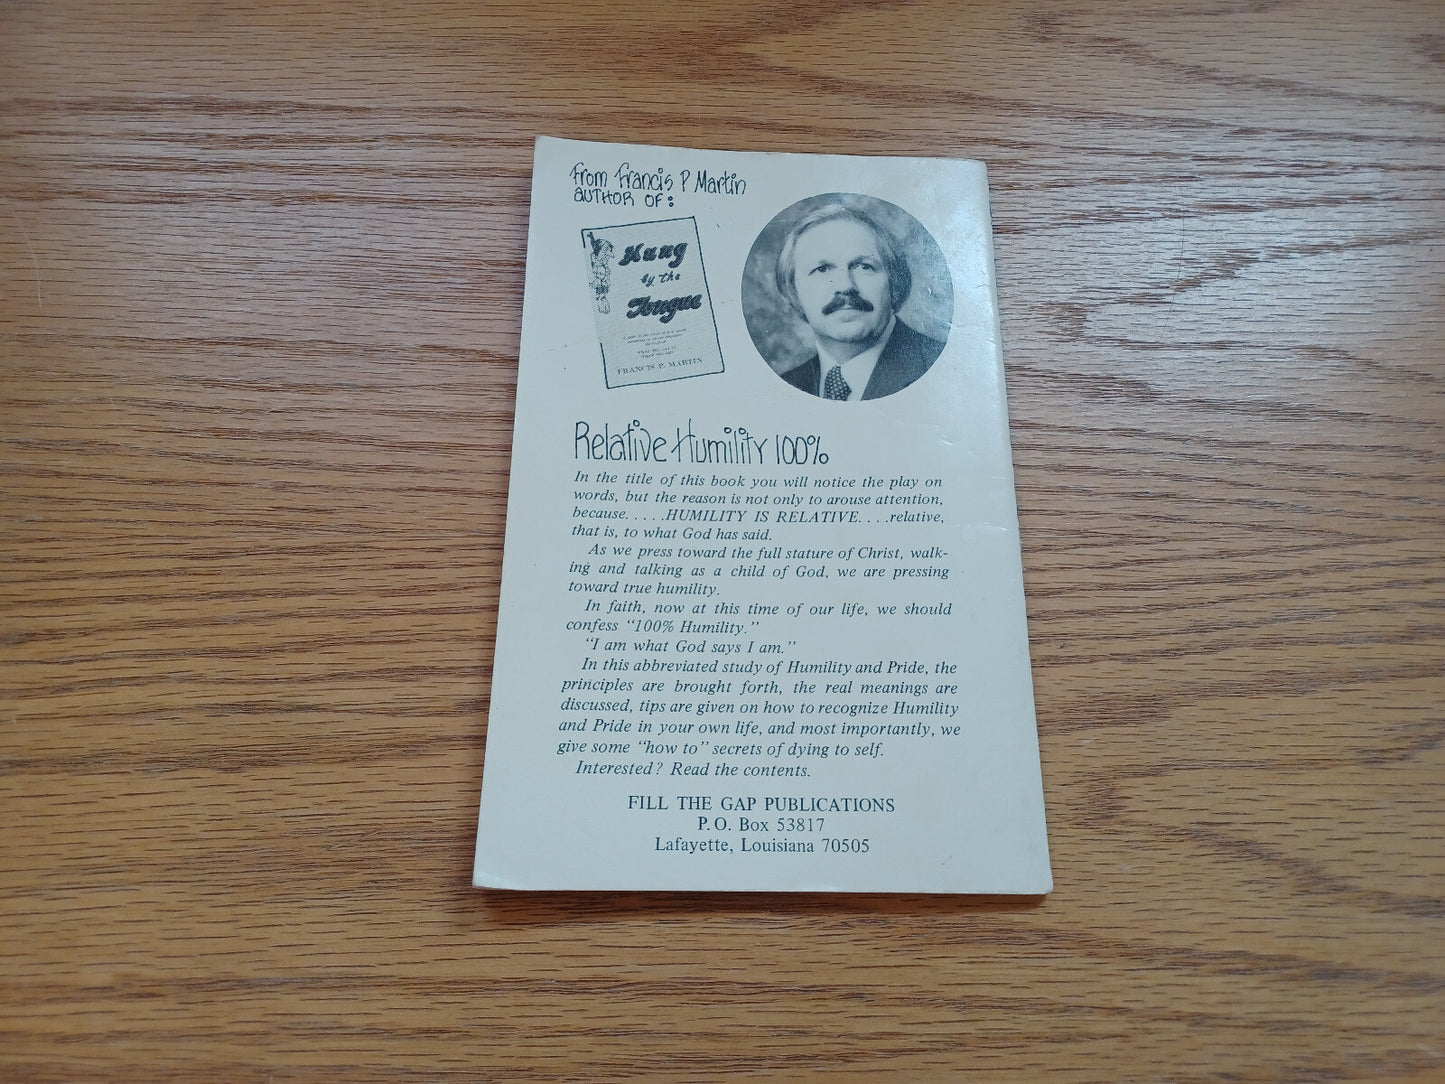 From Francis P Martin
AUTHOR OF:
Hung
by the
Tongue
FRANCIS P. MARTIN
Relative Humility 100%
In the title of this book you will notice the play on
words, but the reason is not only to arouse attention,
because.....HUMILITY IS RELATIVE....relative,
that is, to what God has said.
As we press toward the full stature of Christ, walk-
ing and talking as a child of God, we are pressing
toward true humility.
In faith, now at this time of our life, we should
confess "100% Humility."
"I am what God says I am."
In this abbreviated study of Humility and Pride, the
principles are brought forth, the real meanings are
discussed, tips are given on how to recognize Humility
and Pride in your own life, and most importantly, we
give some "how to" secrets of dying to self.
Interested? Read the contents.
FILL THE GAP PUBLICATIONS
P.O. Box 53817
Lafayette, Louisiana 70505